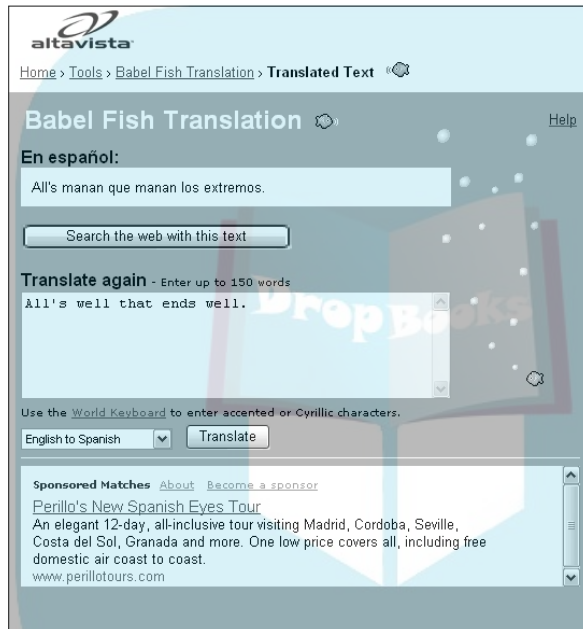 altavista
Home › Tools › Babel Fish Translation › Translated Text
Babel Fish Translation
Help
En español:
All's manan que manan los extremos.
Search the web with this text
Translate again - Enter up to 150 words
All's well that ends well.
DropBooks
Use the World Keyboard to enter accented or Cyrillic characters.
English to Spanish
Translate
Sponsored Matches About Become a sponsor
Perillo's New Spanish Eyes Tour
An elegant 12-day, all-inclusive tour visiting Madrid, Cordoba, Seville,
Costa del Sol, Granada and more. One low price covers all, including free
domestic air coast to coast.
www.perillotours.com